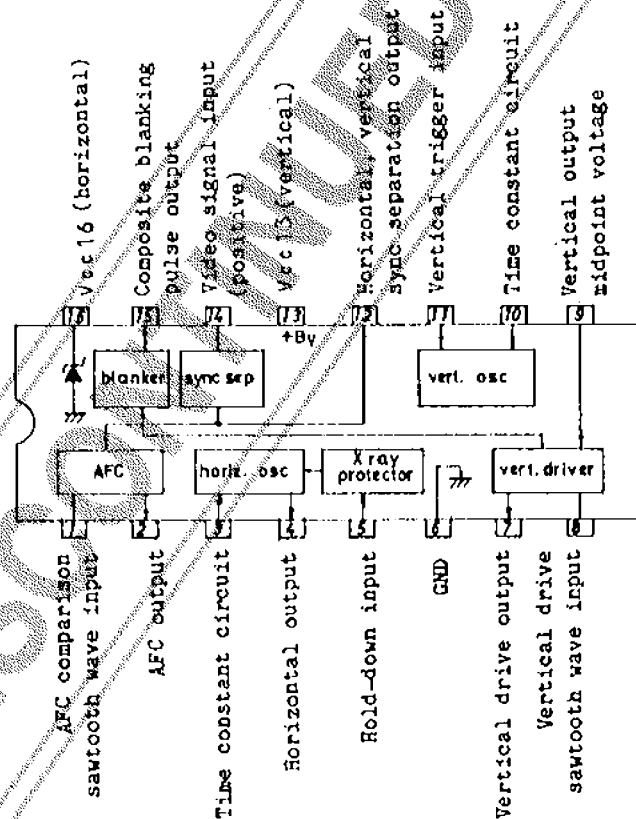 Vcc16 (horizontal)
Composite blanking
pulse output
Video signal input
(positive)
Vcc13 (vertical)
Horizontal, vertical
sync separation output
Vertical trigger input
Time constant circuit
Vertical output
midpoint voltage
16
15
14
13
12
11
10
9
+Bv
blanker
sync sep
vert. osc
AFC
horiz. osc
X ray
protector
vert. driver
1
2
3
4
5
6
7
8
AFC comparison
sawtooth wave input
AFC output
Time constant circuit
Horizontal output
Hold-down input
GND
Vertical drive output
Vertical drive
sawtooth wave input